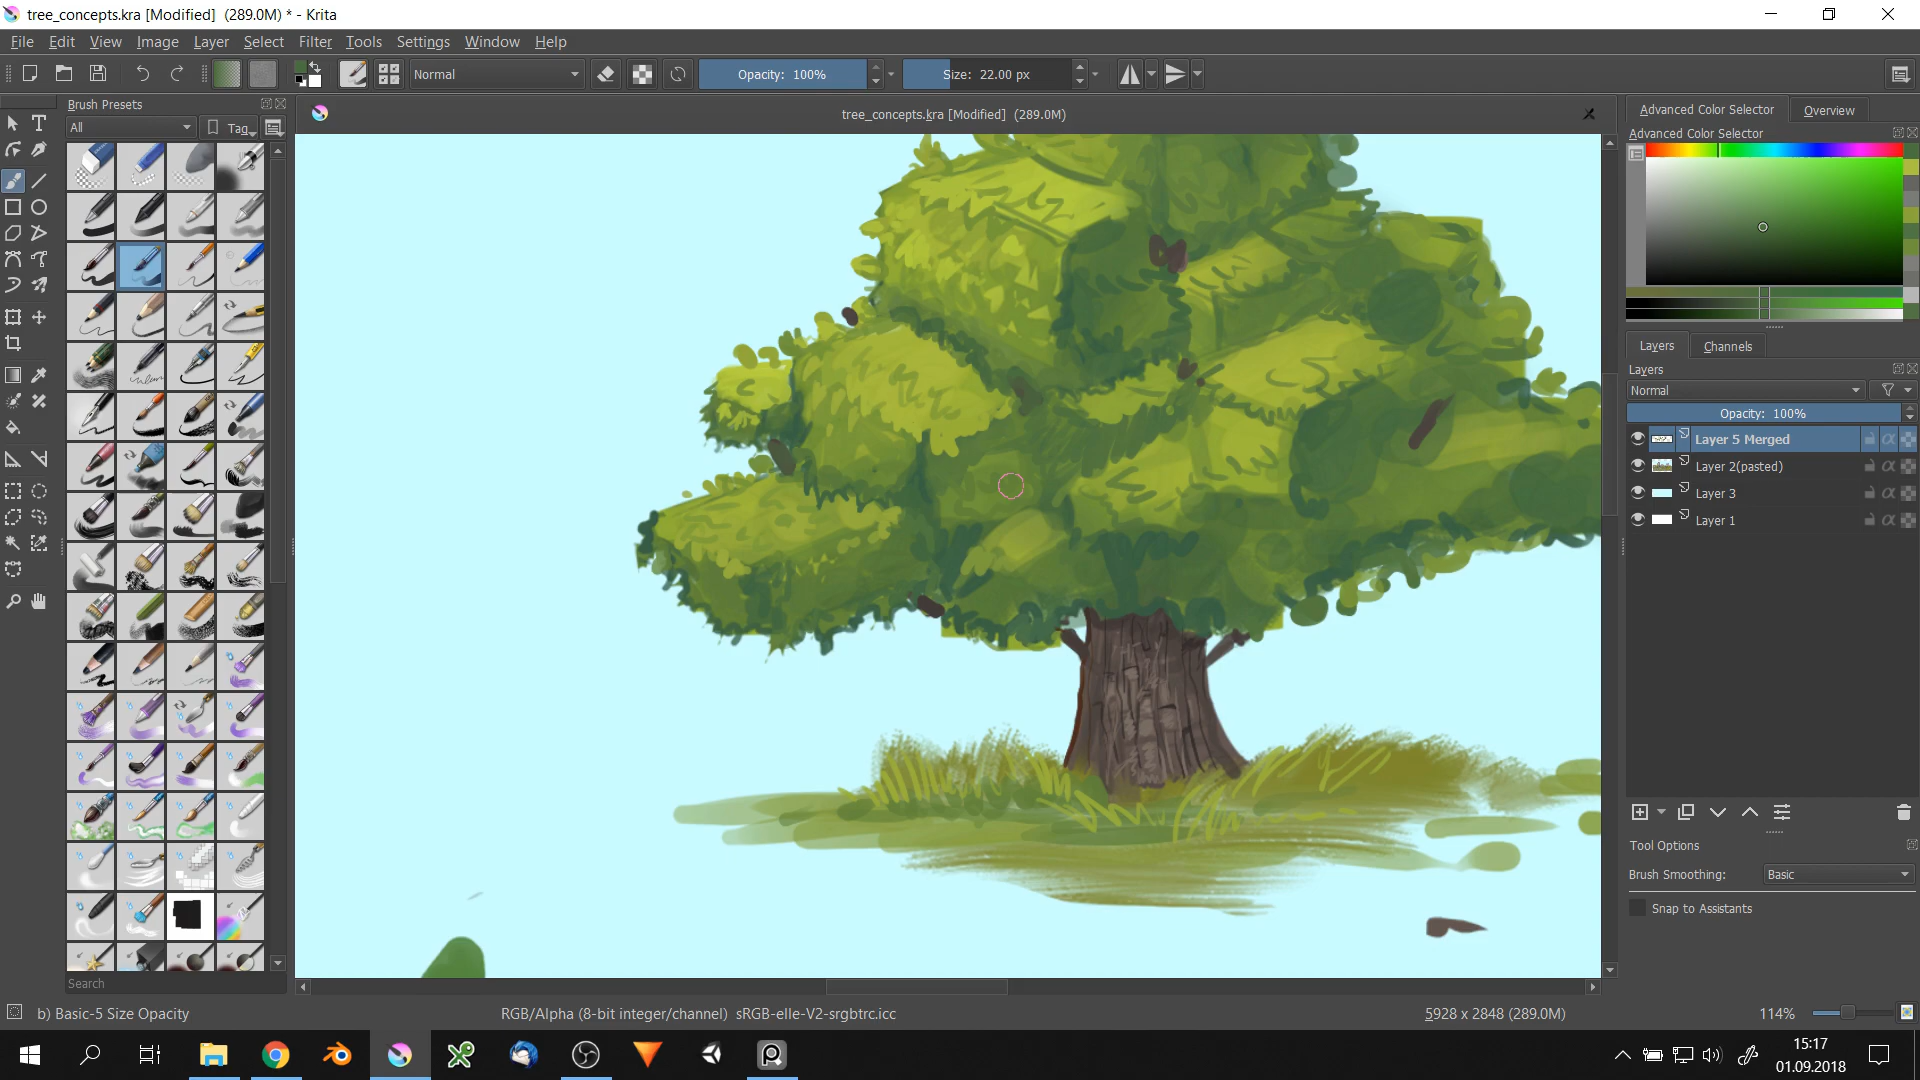 tree_concepts.kra [Modified] (289.0M) * - Krita
File Edit View Image Layer Select Filter Tools Settings Window Help
Normal
Opacity: 100%
Size: 22.00 px
Brush Presets
All
Tag
tree_concepts.kra [Modified] (289.0M)
Advanced Color Selector
Overview
Advanced Color Selector
Layers
Channels
Layers
Normal
Opacity: 100%
Layer 5 Merged
Layer 2(pasted)
Layer 3
Layer 1
Tool Options
Brush Smoothing: Basic
Snap to Assistants
Search
b) Basic-5 Size Opacity
RGB/Alpha (8-bit integer/channel) sRGB-elle-V2-srgbtrc.icc
5928 x 2848 (289.0M)
114%
15:17
01.09.2018